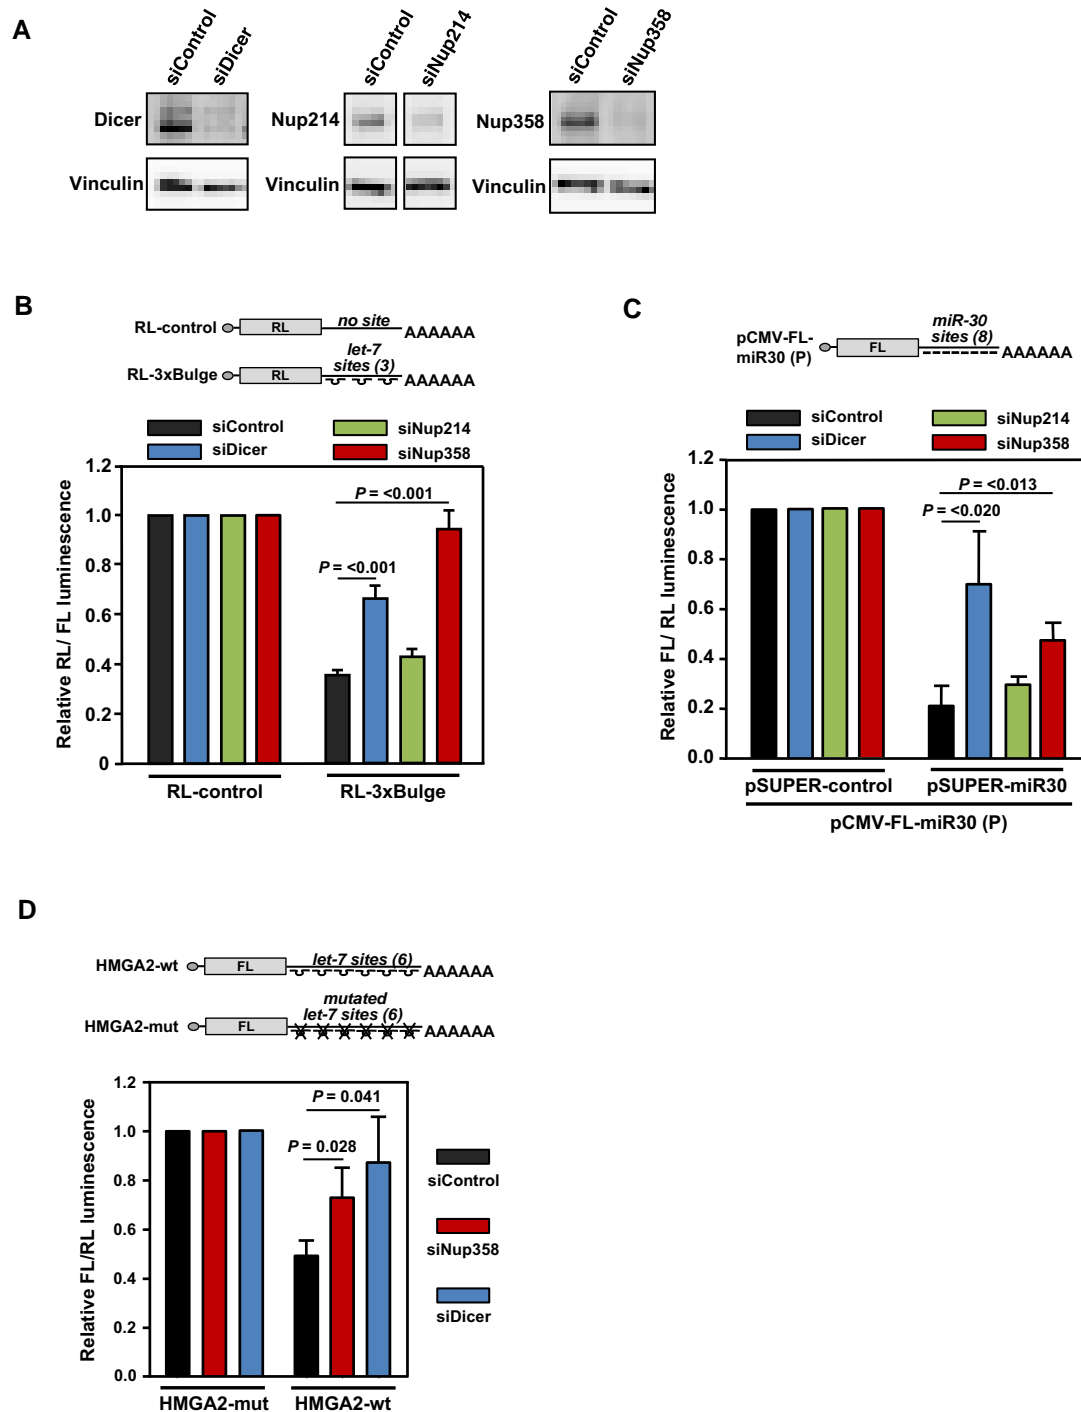 A
siControl siDicer siControl siNup214 siControl siNup358
Dicer Nup214 Nup358
Vinculin Vinculin Vinculin
B
RL-control RL no site AAAAAA
RL-3xBulge RL let-7 sites (3) AAAAAA
siControl siNup214
siDicer siNup358
Relative RL/ FL luminescence
1.2
1.0
0.8
0.6
0.4
0.2
0
P = <0.001
P = <0.001
RL-control RL-3xBulge
C
pCMV-FL-
miR30 (P)
FL
miR-30
sites (8)
AAAAAA
siControl siNup214
siDicer siNup358
Relative FL/ RL luminescence
1.2
1.0
0.8
0.6
0.4
0.2
0.0
P = <0.013
P = <0.020
pSUPER-control pSUPER-miR30
pCMV-FL-miR30 (P)
D
HMGA2-wt FL let-7 sites (6) AAAAAA
mutated
HMGA2-mut FL let-7 sites (6) AAAAAA
Relative FL/RL luminescence
1.2
1.0
0.8
0.6
0.4
0.2
0.0
P = 0.041
P = 0.028
siControl
siNup358
siDicer
HMGA2-mut HMGA2-wt